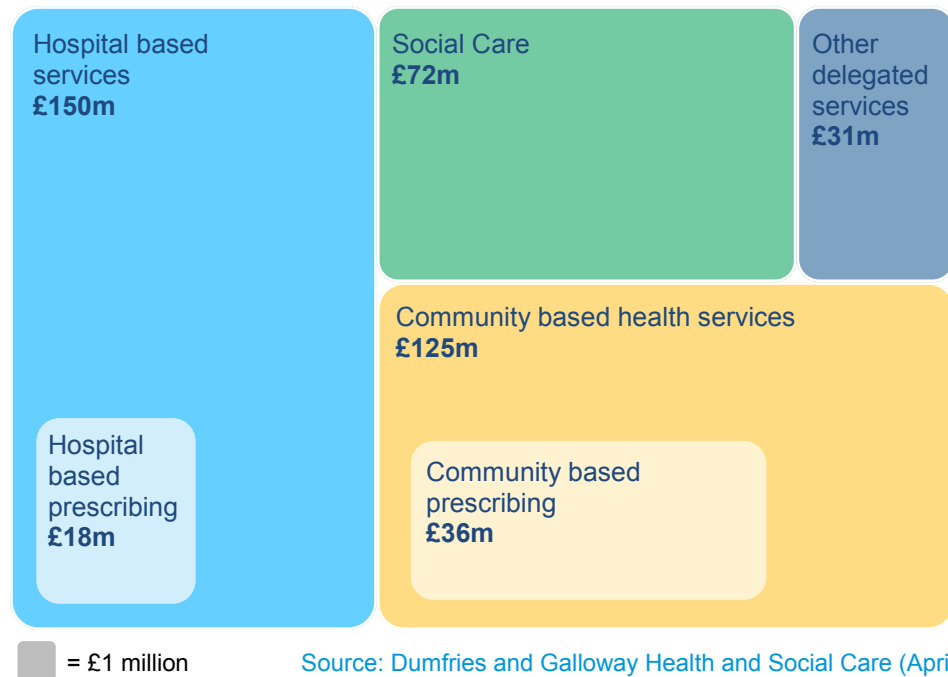 Hospital based
services
£150m
Social Care
£72m
Other
delegated
services
£31m
Community based health services
£125m
Hospital
based
prescribing
£18m
Community based
prescribing
£36m
= £1 million
Source: Dumfries and Galloway Health and Social Care (Apri